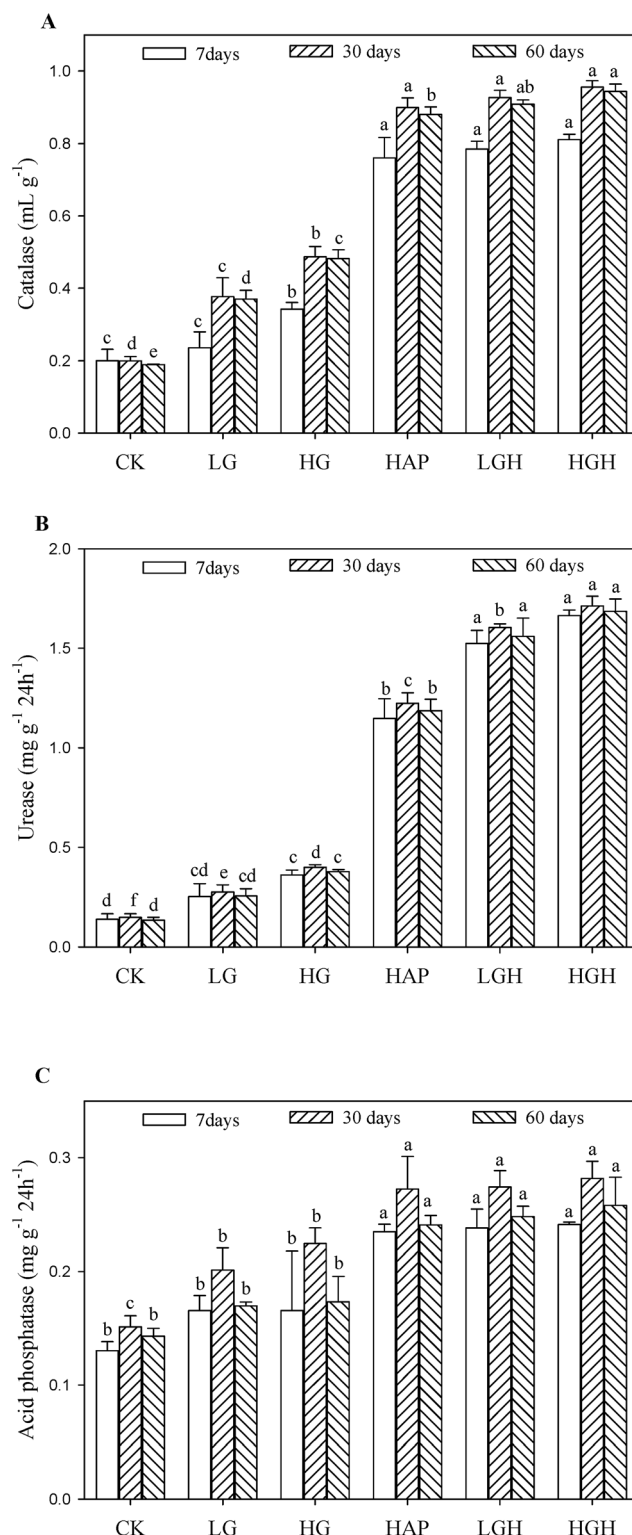 A
7days 30 days 60 days
1.0
0.8
0.6
0.4
0.2
0.0
Catalase (mL g⁻¹)
c d e
c c d
b b c
a a b
a a ab
a a a
CK LG HG HAP LGH HGH
B
7days 30 days 60 days
2.0
1.5
1.0
0.5
0.0
Urease (mg g⁻¹ 24h⁻¹)
d f d
cd e cd
c d c
b c b
a b a
a a a
CK LG HG HAP LGH HGH
C
7days 30 days 60 days
0.3
0.2
0.1
0.0
Acid phosphatase (mg g⁻¹ 24h⁻¹)
b c b
b b b
b b b
a a a
a a a
a a a
CK LG HG HAP LGH HGH